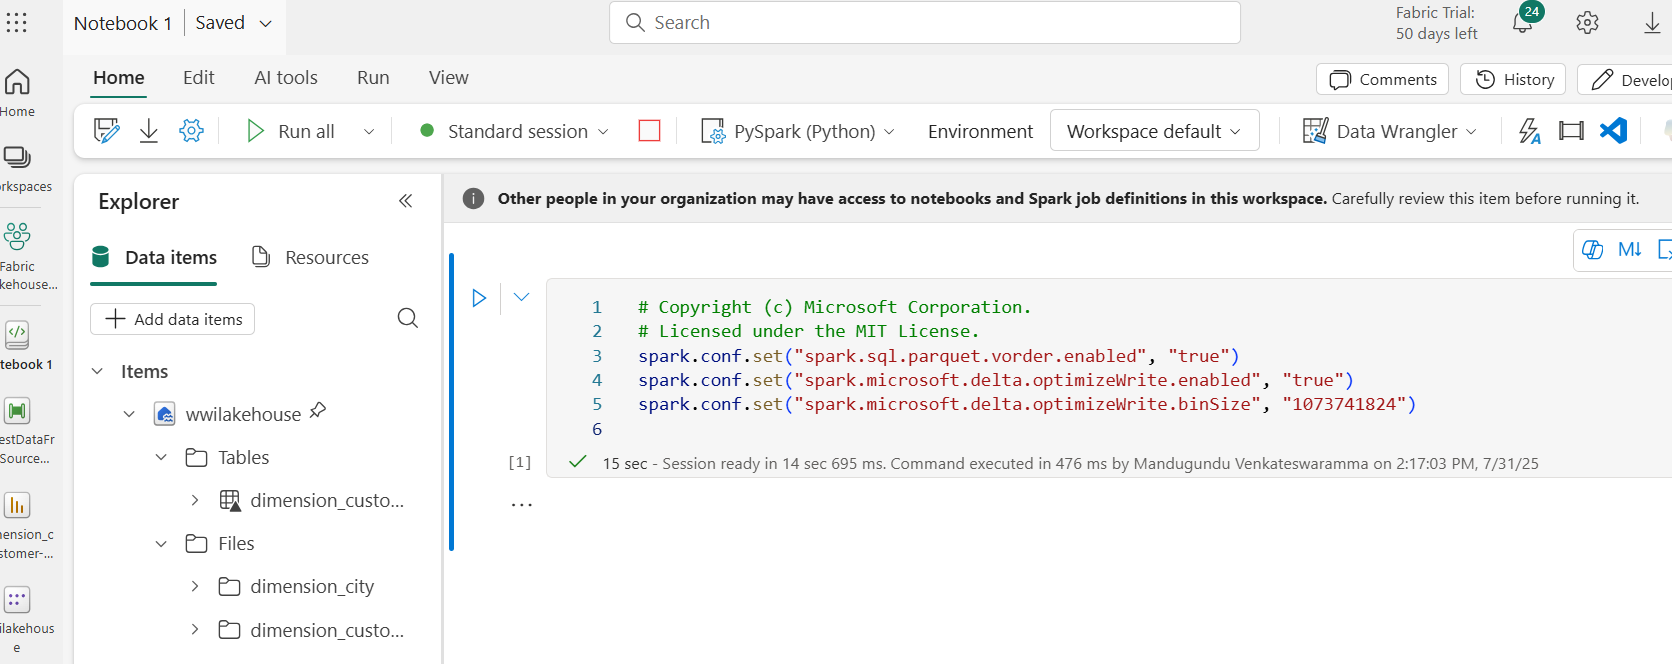 Notebook 1 Saved
Search
Fabric Trial:
50 days left
24
Home Edit AI tools Run View
Comments History
Run all Standard session PySpark (Python) Environment Workspace default Data Wrangler
Home
Fabric
tebook 1
Source...
e
Explorer
Data items Resources
Add data items
Items
wwilakehouse
Tables
dimension_custo...
Files
dimension_city
dimension_custo...
Other people in your organization may have access to notebooks and Spark job definitions in this workspace. Carefully review this item before running it.
M↓
1 # Copyright (c) Microsoft Corporation.
2 # Licensed under the MIT License.
3 spark.conf.set("spark.sql.parquet.vorder.enabled", "true")
4 spark.conf.set("spark.microsoft.delta.optimizeWrite.enabled", "true")
5 spark.conf.set("spark.microsoft.delta.optimizeWrite.binSize", "1073741824")
6
[1] 15 sec - Session ready in 14 sec 695 ms. Command executed in 476 ms by Mandugundu Venkateswaramma on 2:17:03 PM, 7/31/25
...